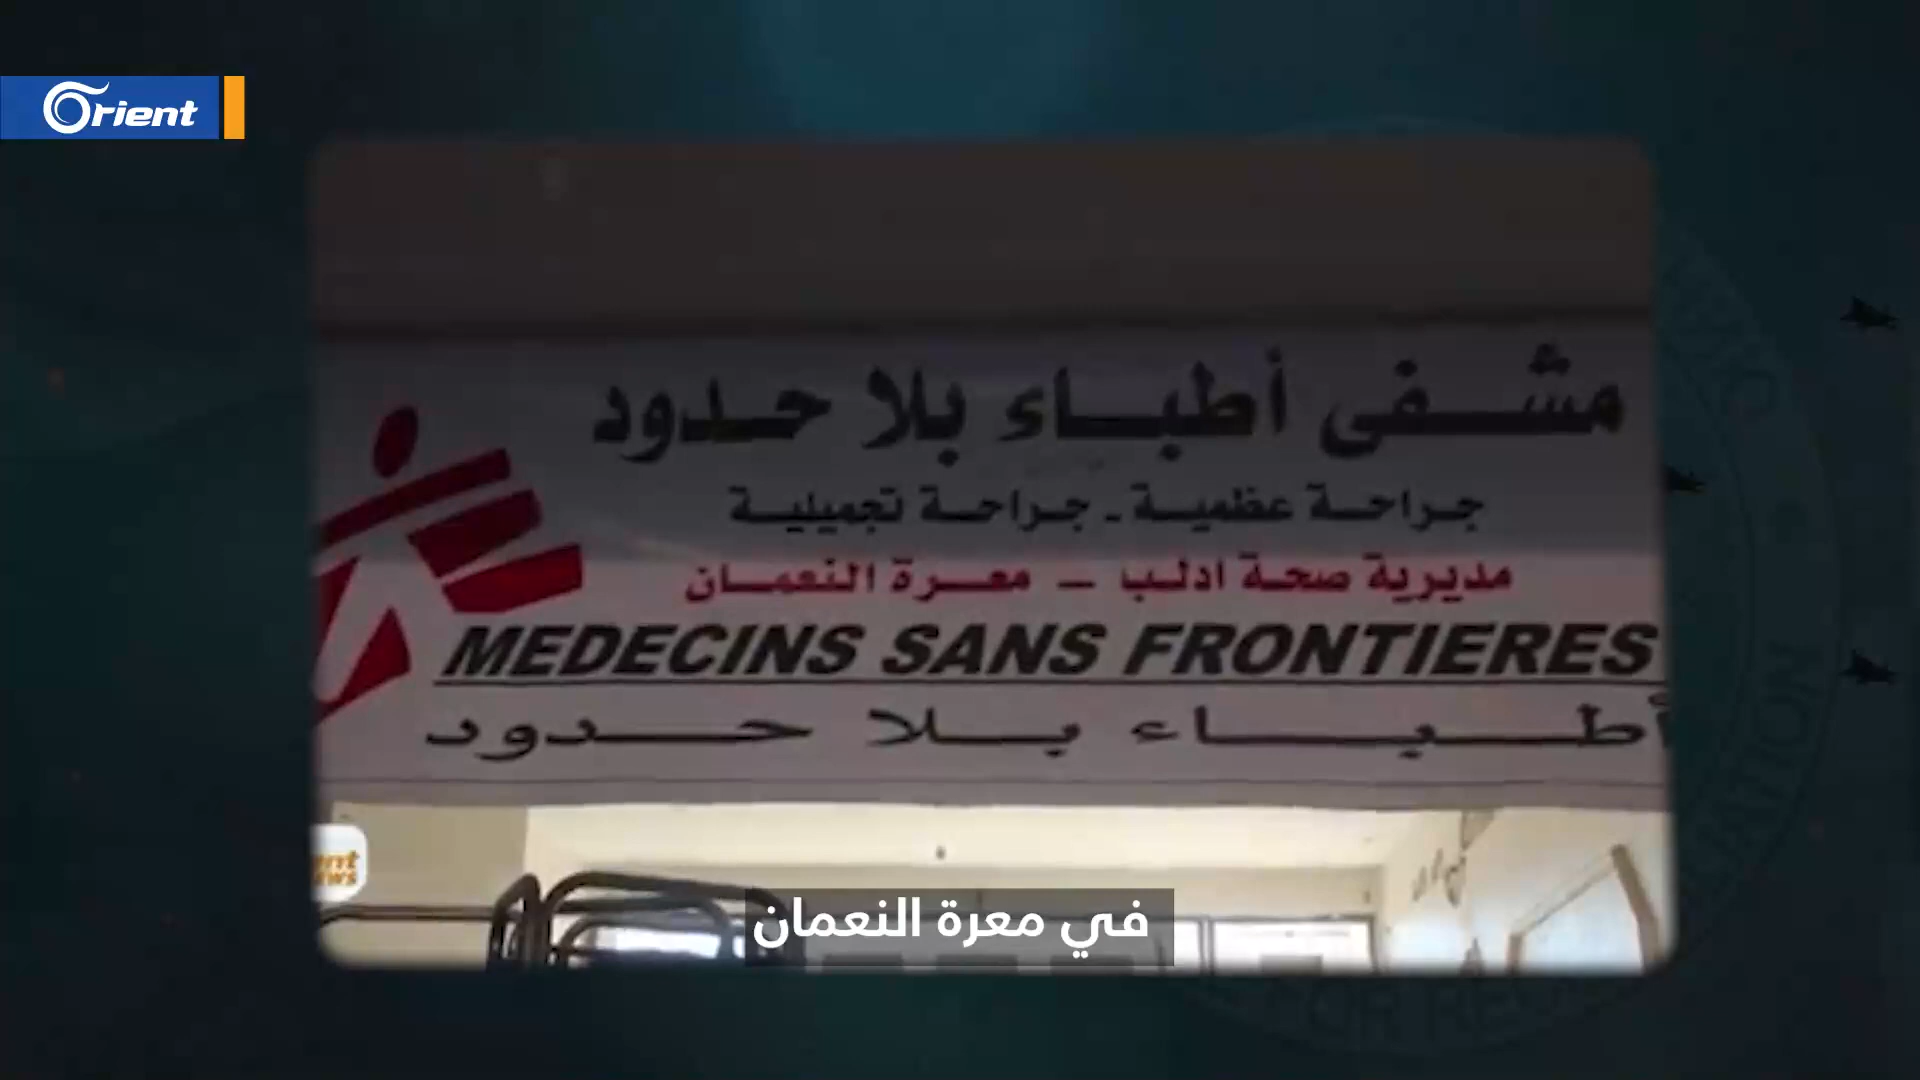 Orient
مشفى أطباء بلا حدود
جراحة عظمية - جراحة تجميلية
مديرية صحة ادلب – معرة النعمان
MEDECINS SANS FRONTIERES
أطباء بلا حدود
في معرة النعمان